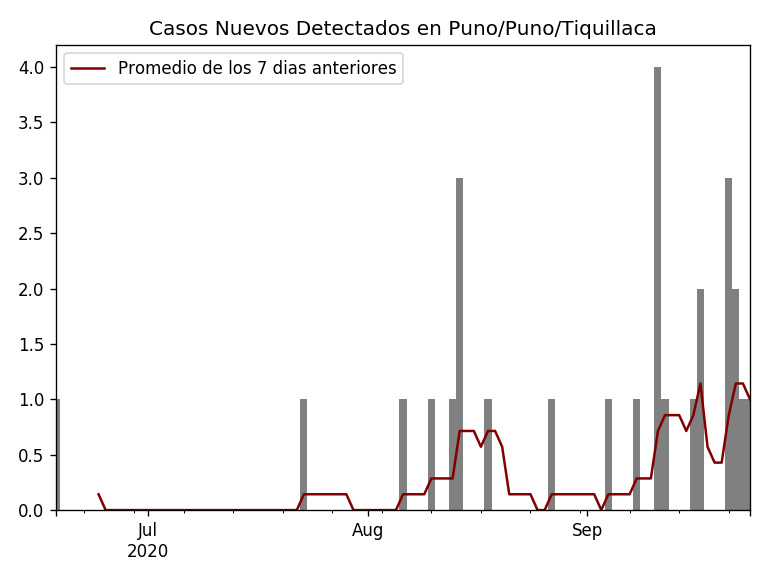 Casos Nuevos Detectados en Puno/Puno/Tiquillaca
Promedio de los 7 dias anteriores
4.0
3.5
3.0
2.5
2.0
1.5
1.0
0.5
0.0
Jul
2020
Aug
Sep